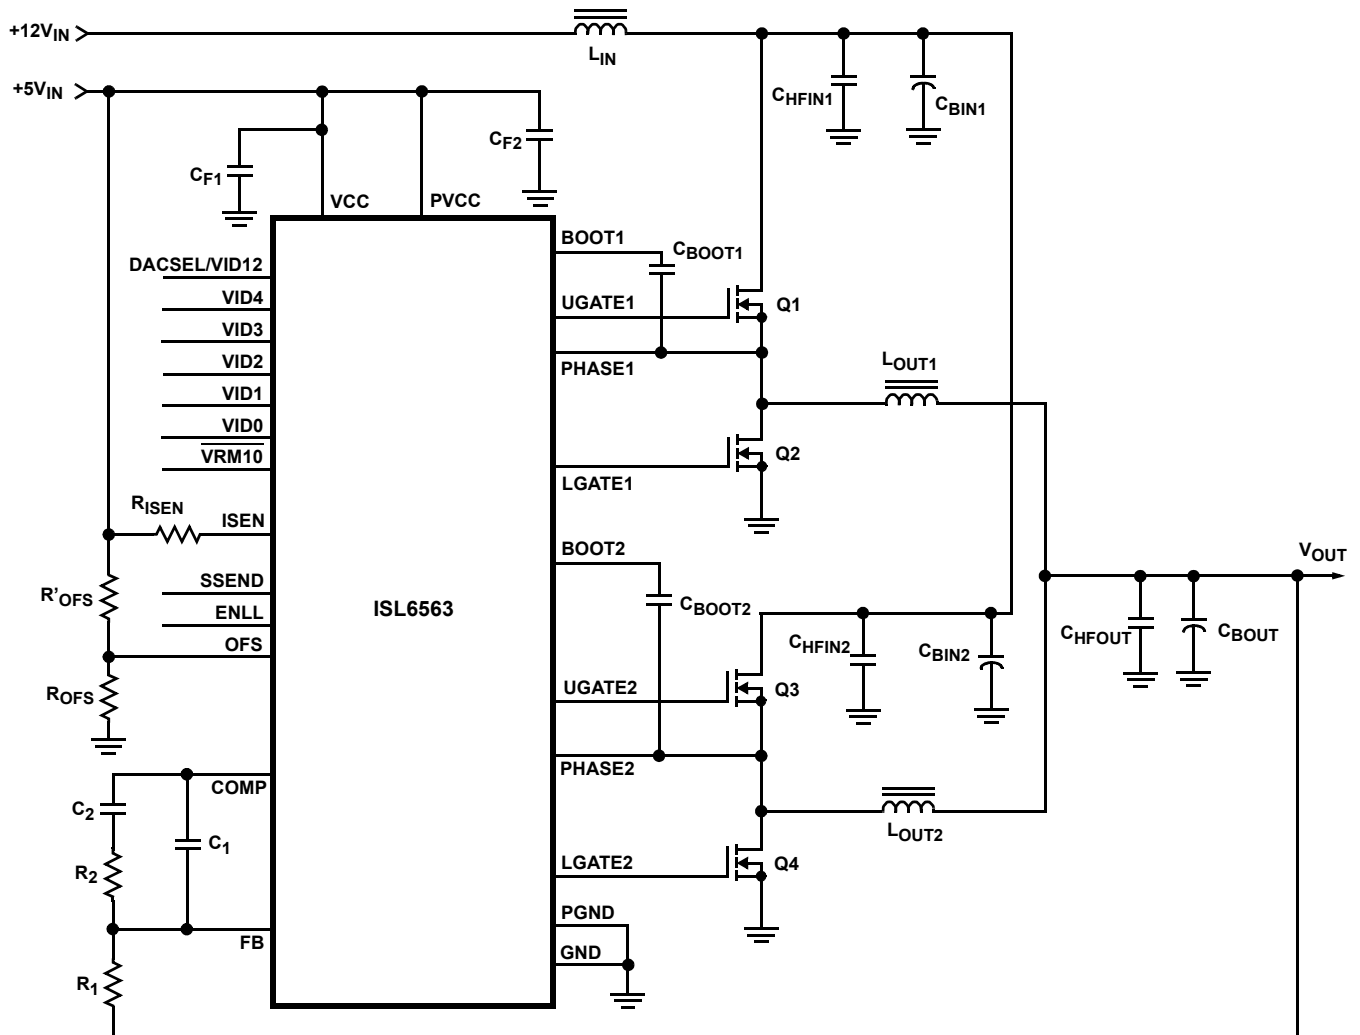 +12VIN
LIN
CHFIN1
CBIN1
+5VIN
CF1
CF2
VCC
PVCC
DACSEL/VID12
VID4
VID3
VID2
VID1
VID0
VRM10
RISEN
ISEN
R'OFS
SSEND
ENLL
OFS
ROFS
COMP
C2
C1
R2
FB
R1
ISL6563
BOOT1
CBOOT1
UGATE1
Q1
PHASE1
LOUT1
Q2
LGATE1
BOOT2
CBOOT2
CHFIN2
CBIN2
UGATE2
Q3
PHASE2
LOUT2
LGATE2
Q4
PGND
GND
VOUT
CHFOUT
CBOUT